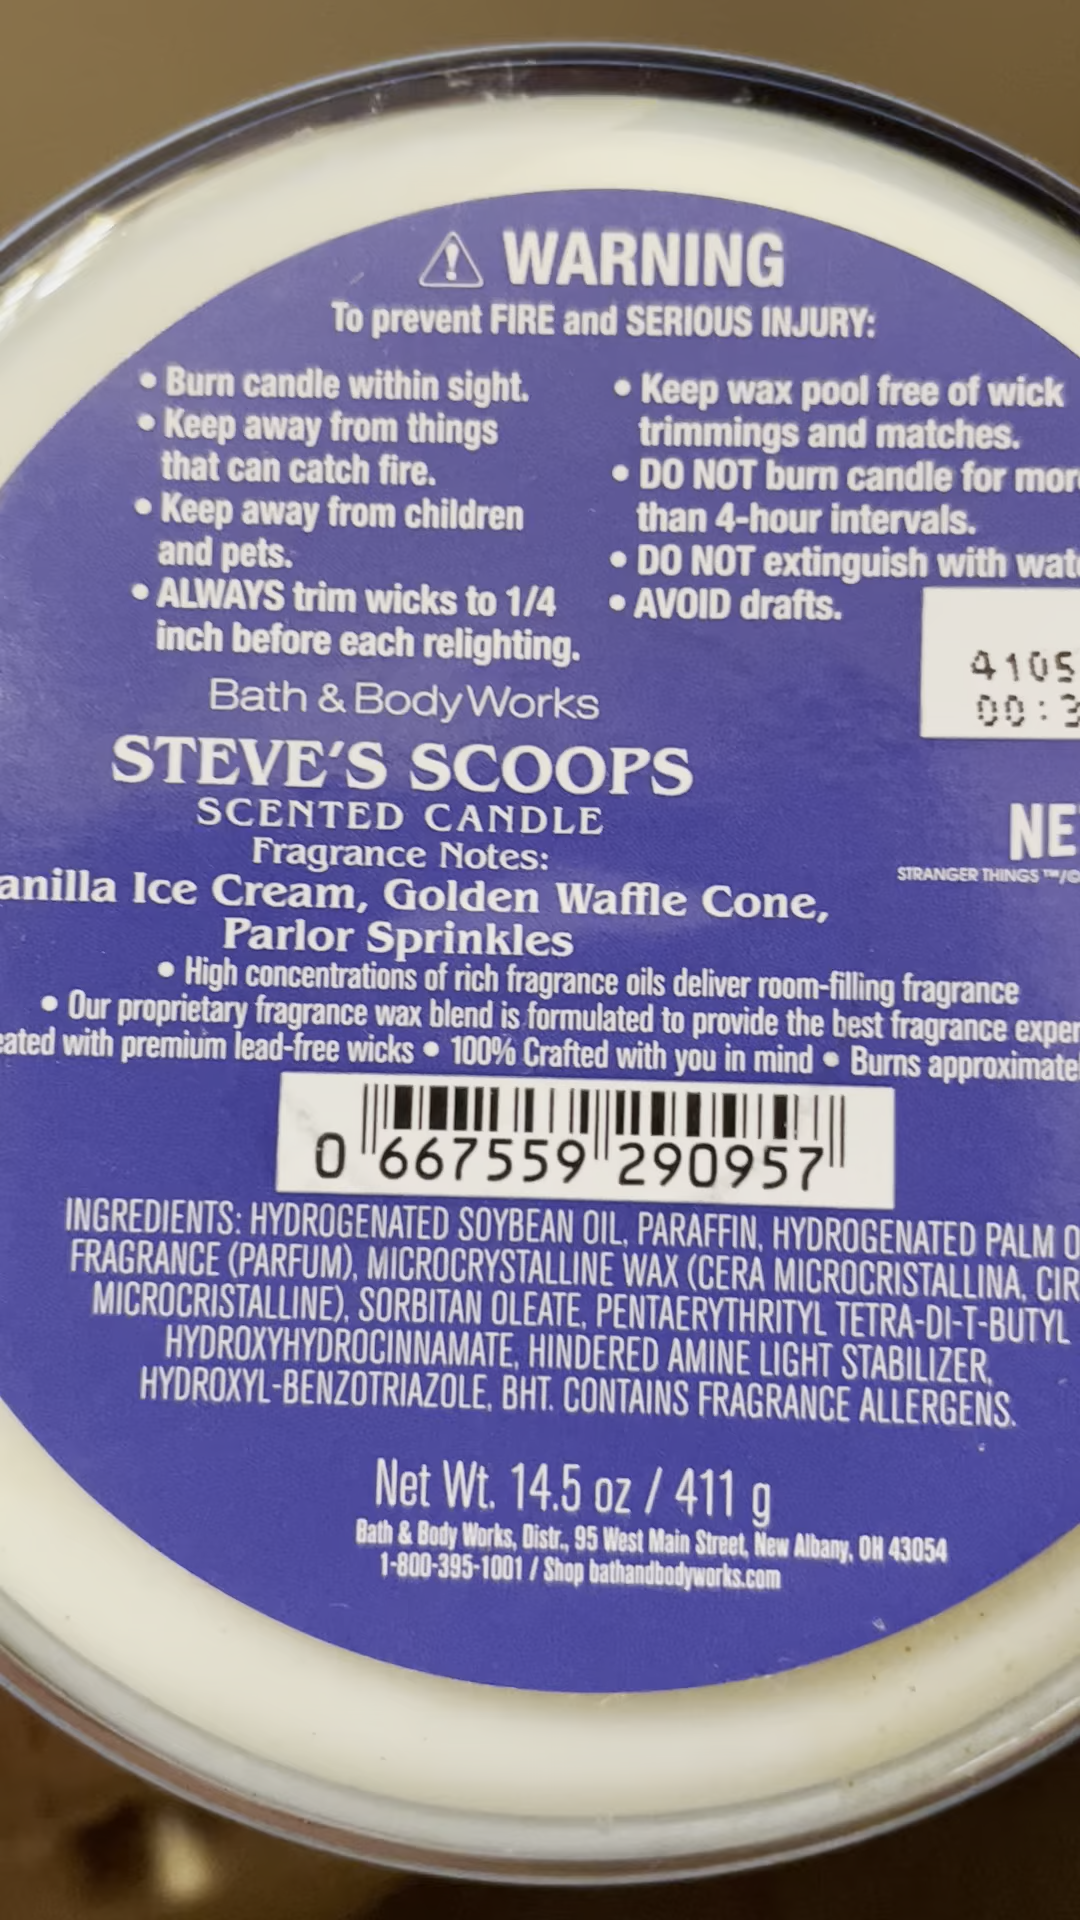 WARNING
To prevent FIRE and SERIOUS INJURY:
• Burn candle within sight.
• Keep away from things
that can catch fire.
• Keep away from children
and pets.
• ALWAYS trim wicks to 1/4
inch before each relighting.
• Keep wax pool free of wick
trimmings and matches.
• DO NOT burn candle for mor
than 4-hour intervals.
• DO NOT extinguish with wat
• AVOID drafts.
4105
00:3
Bath & Body Works
STEVE'S SCOOPS
SCENTED CANDLE
Fragrance Notes:
anilla Ice Cream, Golden Waffle Cone,
Parlor Sprinkles
NE
STRANGER THINGS ™/©
• High concentrations of rich fragrance oils deliver room-filling fragrance
• Our proprietary fragrance wax blend is formulated to provide the best fragrance exper
eated with premium lead-free wicks • 100% Crafted with you in mind • Burns approximate
0 667559 290957
INGREDIENTS: HYDROGENATED SOYBEAN OIL, PARAFFIN, HYDROGENATED PALM O
FRAGRANCE (PARFUM), MICROCRYSTALLINE WAX (CERA MICROCRISTALLINA, CIR
MICROCRISTALLINE), SORBITAN OLEATE, PENTAERYTHRITYL TETRA-DI-T-BUTYL
HYDROXYHYDROCINNAMATE, HINDERED AMINE LIGHT STABILIZER,
HYDROXYL-BENZOTRIAZOLE, BHT. CONTAINS FRAGRANCE ALLERGENS.
Net Wt. 14.5 oz / 411 g
Bath & Body Works, Distr., 95 West Main Street, New Albany, OH 43054
1-800-395-1001 / Shop bathandbodyworks.com